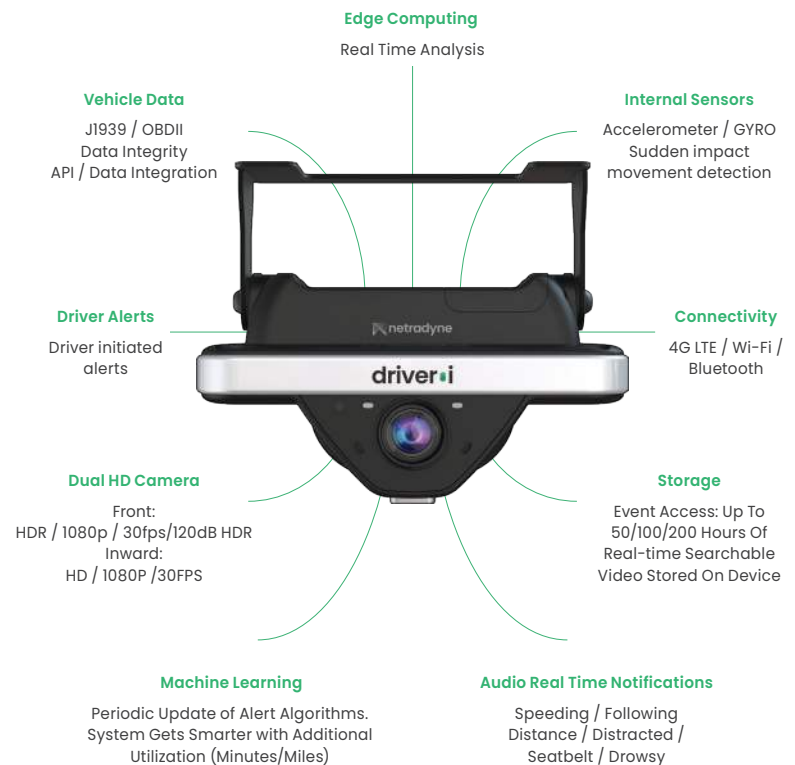 Edge Computing
Real Time Analysis
Vehicle Data
J1939 / OBDII
Data Integrity
API / Data Integration
Internal Sensors
Accelerometer / GYRO
Sudden impact
movement detection
Driver Alerts
Driver initiated
alerts
netradyne
driver•i
Connectivity
4G LTE / Wi-Fi /
Bluetooth
Dual HD Camera
Front:
HDR / 1080p / 30fps/120dB HDR
Inward:
HD / 1080P /30FPS
Storage
Event Access: Up To
50/100/200 Hours Of
Real-time Searchable
Video Stored On Device
Machine Learning
Periodic Update of Alert Algorithms.
System Gets Smarter with Additional
Utilization (Minutes/Miles)
Audio Real Time Notifications
Speeding / Following
Distance / Distracted /
Seatbelt / Drowsy